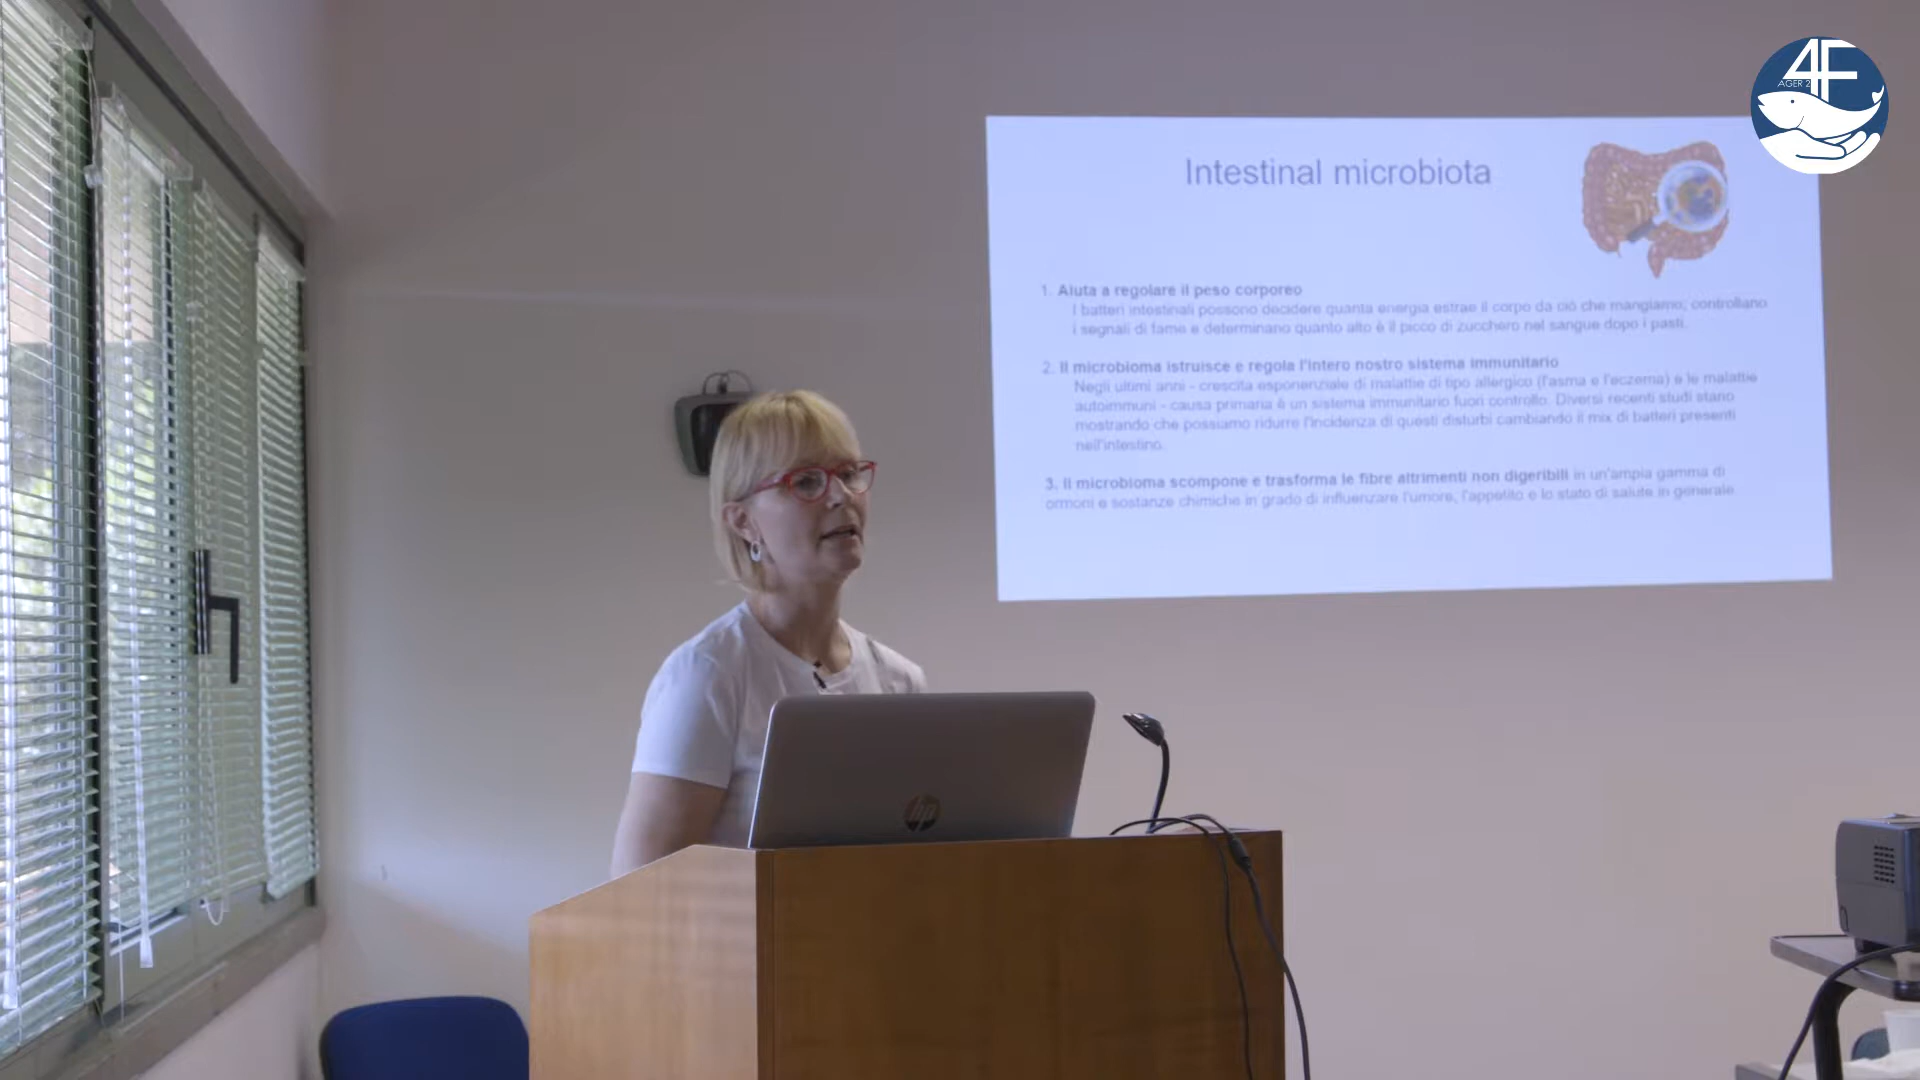 4F
AGER 2
Intestinal microbiota
1. Aiuta a regolare il peso corporeo
I batteri intestinali possono decidere quanta energia estrae il corpo da ciò che mangiamo, controllano
i segnali di fame e determinano quanto alto è il picco di zucchero nel sangue dopo i pasti.
2. Il microbioma istruisce e regola l'intero nostro sistema immunitario
Negli ultimi anni - crescita esponenziale di malattie di tipo allergico (l'asma e l'eczema) e le malattie
autoimmuni - causa primaria è un sistema immunitario fuori controllo. Diversi recenti studi stano
mostrando che possiamo ridurre l'incidenza di questi disturbi cambiando il mix di batteri presenti
nell'intestino.
3. Il microbioma scompone e trasforma le fibre altrimenti non digeribili in un'ampia gamma di
ormoni e sostanze chimiche in grado di influenzare l'umore, l'appetito e lo stato di salute in generale
hp